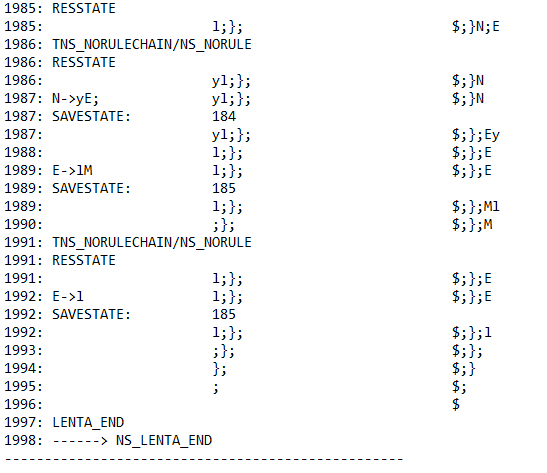 1985: RESSTATE
1985:                     l;};                          $;}N;E
1986: TNS_NORULECHAIN/NS_NORULE
1986: RESSTATE
1986:                     yl;};                         $;}N
1987: N->yE;              yl;};                         $;}N
1987: SAVESTATE:          184
1987:                     yl;};                         $;};Ey
1988:                     l;};                          $;};E
1989: E->lM               l;};                          $;};E
1989: SAVESTATE:          185
1989:                     l;};                          $;};Ml
1990:                     ;};                           $;};M
1991: TNS_NORULECHAIN/NS_NORULE
1991: RESSTATE
1991:                     l;};                          $;};E
1992: E->l                l;};                          $;};E
1992: SAVESTATE:          185
1992:                     l;};                          $;};l
1993:                     ;};                           $;};
1994:                     };                            $;}
1995:                     ;                             $;
1996:                                                   $
1997: LENTA_END
1998: ------> NS_LENTA_END
--------------------------------------------------